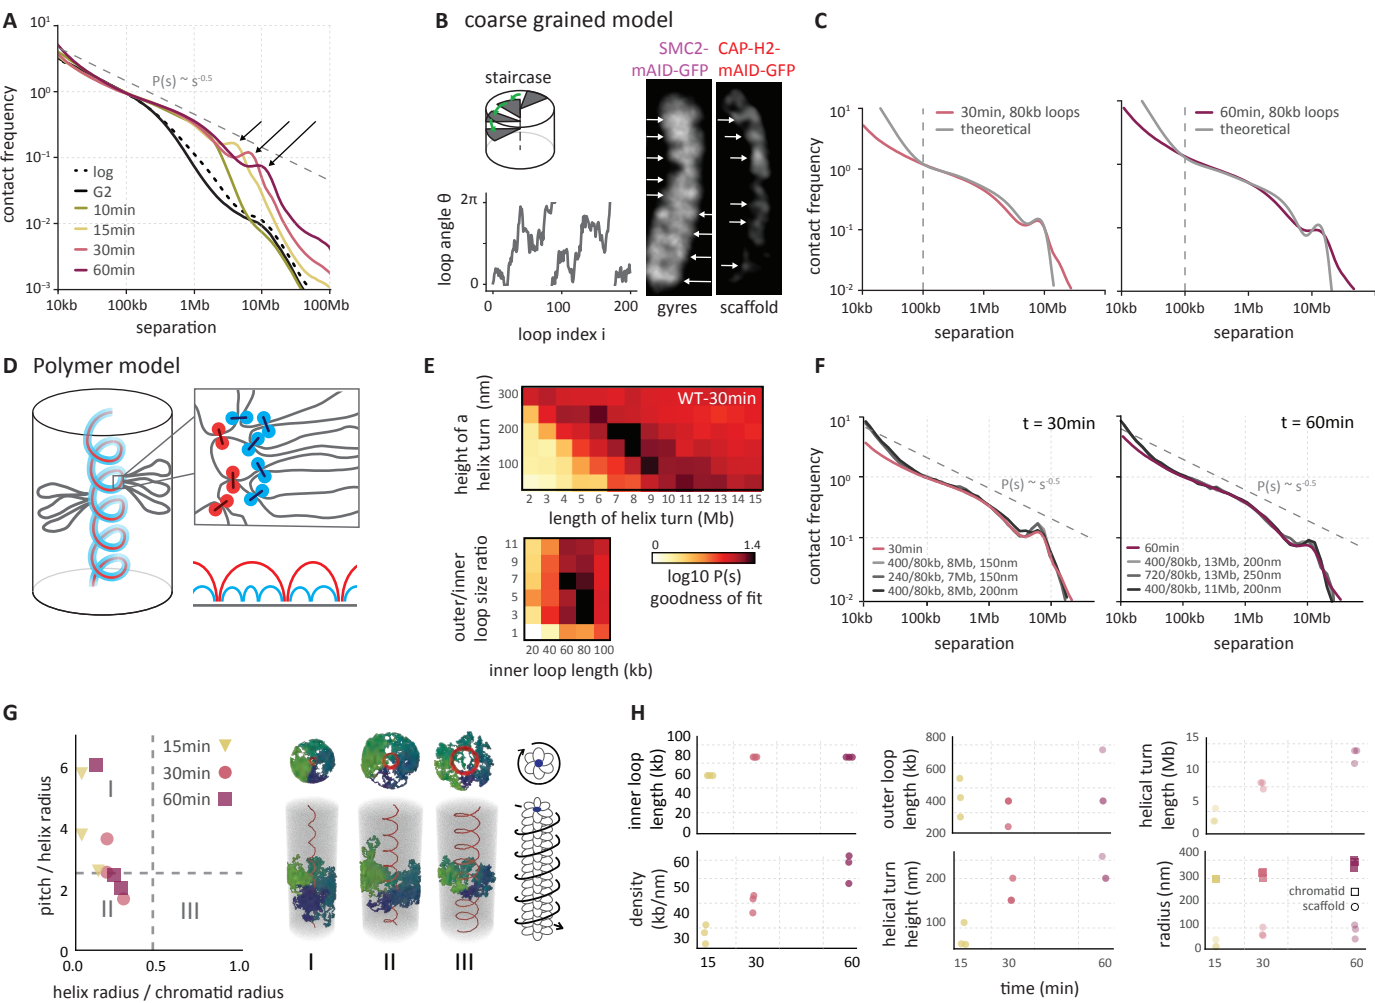 A
10¹
10⁰
10⁻¹
10⁻²
10⁻³
contact frequency
P(s) ~ s⁻⁰·⁵
log
G2
10min
15min
30min
60min
10kb 100kb 1Mb 10Mb 100Mb
separation
B coarse grained model
staircase
SMC2-
mAID-GFP
CAP-H2-
mAID-GFP
loop angle θ
2π
0
0 100 200
loop index i
gyres
scaffold
C
contact frequency
10¹
10⁰
10⁻¹
10⁻²
30min, 80kb loops
theoretical
10kb 100kb 1Mb 10Mb
separation
60min, 80kb loops
theoretical
10kb 100kb 1Mb 10Mb
separation
D Polymer model
E
height of a
helix turn (nm)
300
200
100
WT-30min
2 3 4 5 6 7 8 9 10 11 12 13 14 15
length of helix turn (Mb)
outer/inner
loop size ratio
11
9
7
5
3
1
20 40 60 80 100
inner loop length (kb)
0 1.4
log10 P(s)
goodness of fit
F
contact frequency
10¹
10⁰
10⁻¹
10⁻²
t = 30min
P(s) ~ s⁻⁰·⁵
30min
400/80kb, 8Mb, 150nm
240/80kb, 7Mb, 150nm
400/80kb, 8Mb, 200nm
10kb 100kb 1Mb 10Mb
separation
t = 60min
P(s) ~ s⁻⁰·⁵
60min
400/80kb, 13Mb, 200nm
720/80kb, 13Mb, 250nm
400/80kb, 11Mb, 200nm
10kb 100kb 1Mb 10Mb
separation
G
pitch / helix radius
6
4
2
0
15min
30min
60min
I
II
III
0.0 0.5 1.0
helix radius / chromatid radius
I II III
H
inner loop
length (kb)
100
80
60
40
20
0
outer loop
length (kb)
800
600
400
200
helical turn
length (Mb)
15
10
5
0
density
(kb/nm)
60
50
40
30
15 30 60
helical turn
height (nm)
200
100
15 30 60
radius (nm)
400
300
200
100
0
chromatid
scaffold
15 30 60
time (min)